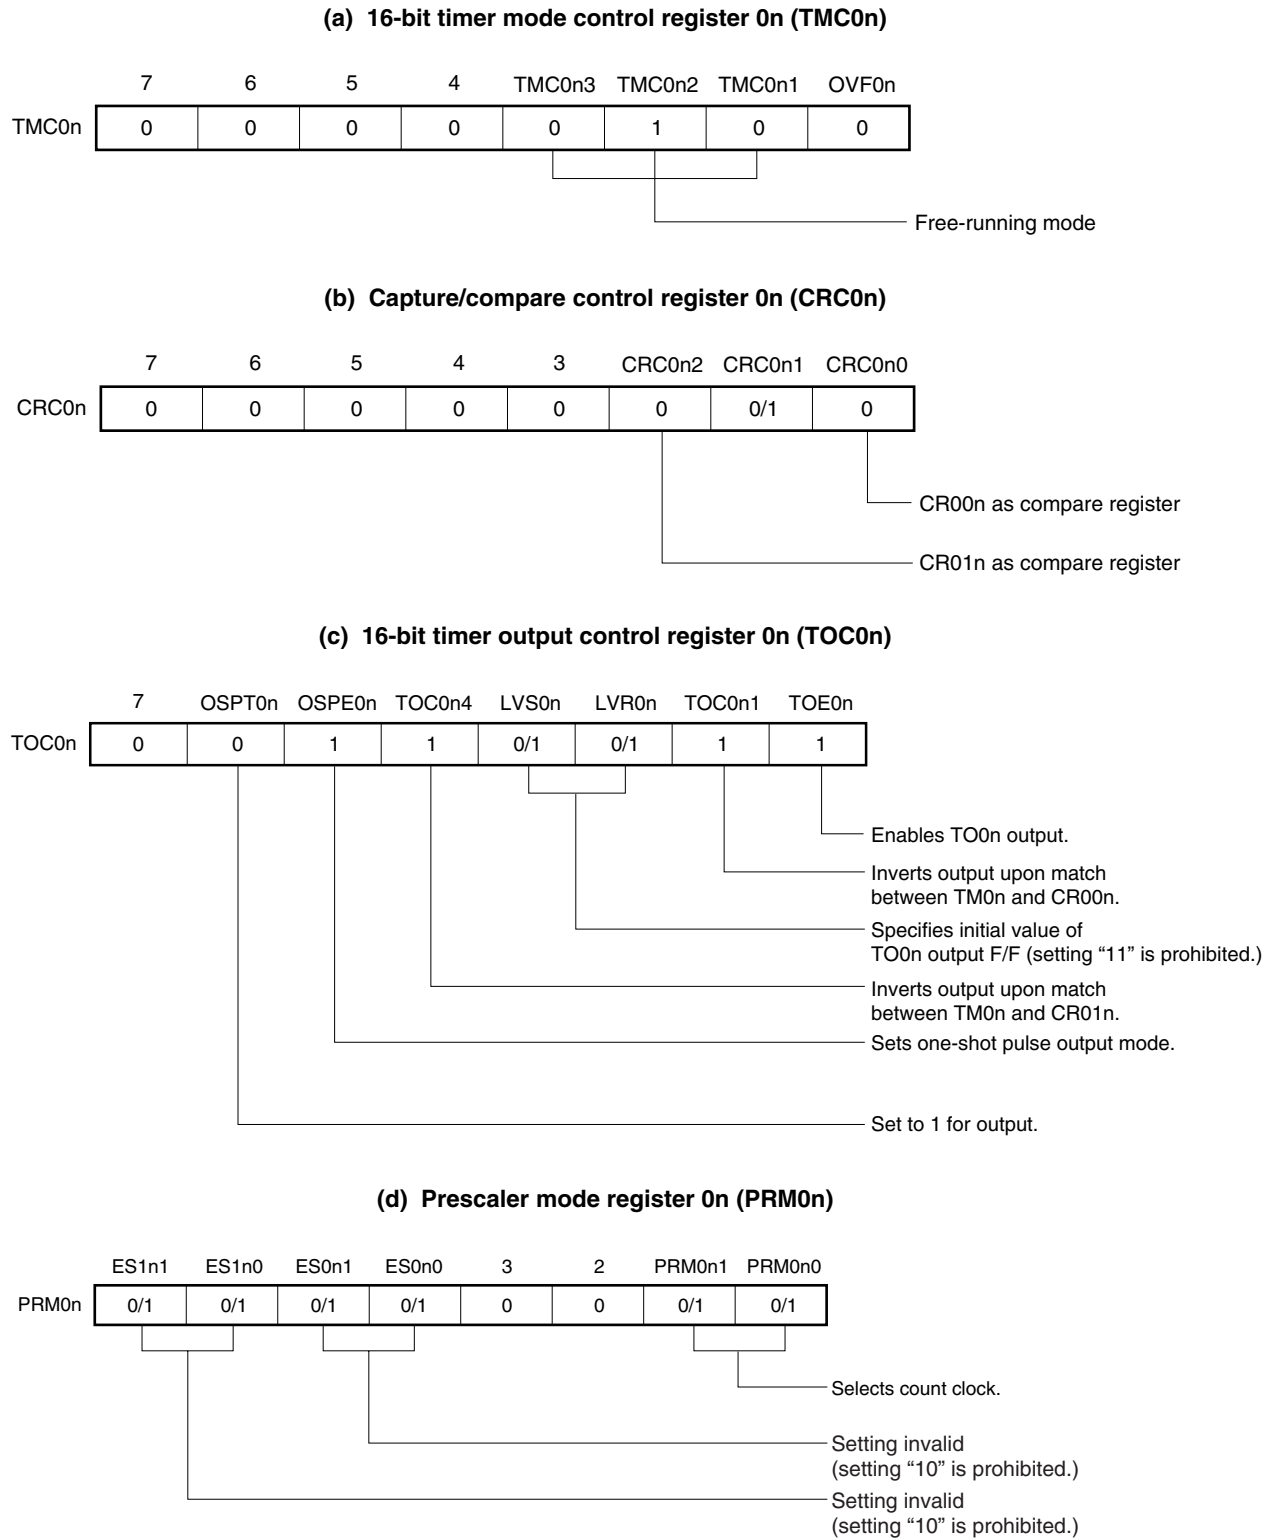 (a) 16-bit timer mode control register 0n (TMC0n)
7 6 5 4 TMC0n3 TMC0n2 TMC0n1 OVF0n
TMC0n 0 0 0 0 0 1 0 0
Free-running mode
(b) Capture/compare control register 0n (CRC0n)
7 6 5 4 3 CRC0n2 CRC0n1 CRC0n0
CRC0n 0 0 0 0 0 0 0/1 0
CR00n as compare register
CR01n as compare register
(c) 16-bit timer output control register 0n (TOC0n)
7 OSPT0n OSPE0n TOC0n4 LVS0n LVR0n TOC0n1 TOE0n
TOC0n 0 0 1 1 0/1 0/1 1 1
Enables TO0n output.
Inverts output upon match
between TM0n and CR00n.
Specifies initial value of
TO0n output F/F (setting “11” is prohibited.)
Inverts output upon match
between TM0n and CR01n.
Sets one-shot pulse output mode.
Set to 1 for output.
(d) Prescaler mode register 0n (PRM0n)
ES1n1 ES1n0 ES0n1 ES0n0 3 2 PRM0n1 PRM0n0
PRM0n 0/1 0/1 0/1 0/1 0 0 0/1 0/1
Selects count clock.
Setting invalid
(setting “10” is prohibited.)
Setting invalid
(setting “10” is prohibited.)